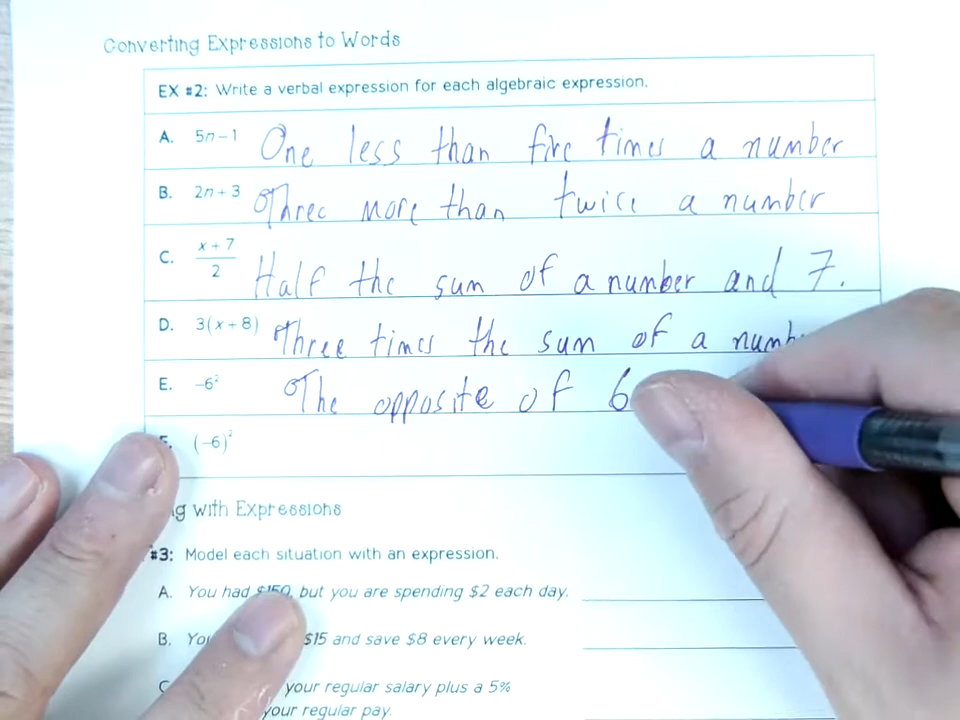 Converting Expressions to Words
EX #2: Write a verbal expression for each algebraic expression.
A. 5n - 1 One less than five times a number
B. 2n + 3 Three more than twice a number
C. x + 7 / 2 Half the sum of a number and 7.
D. 3(x + 8) Three times the sum of a
E. -6² The opposite of 6
(-6)²
with Expressions
#3: Model each situation with an expression.
A. You had $150, but you are spending $2 each day.
B. $15 and save $8 every week.
your regular salary plus a 5%
your regular pay.